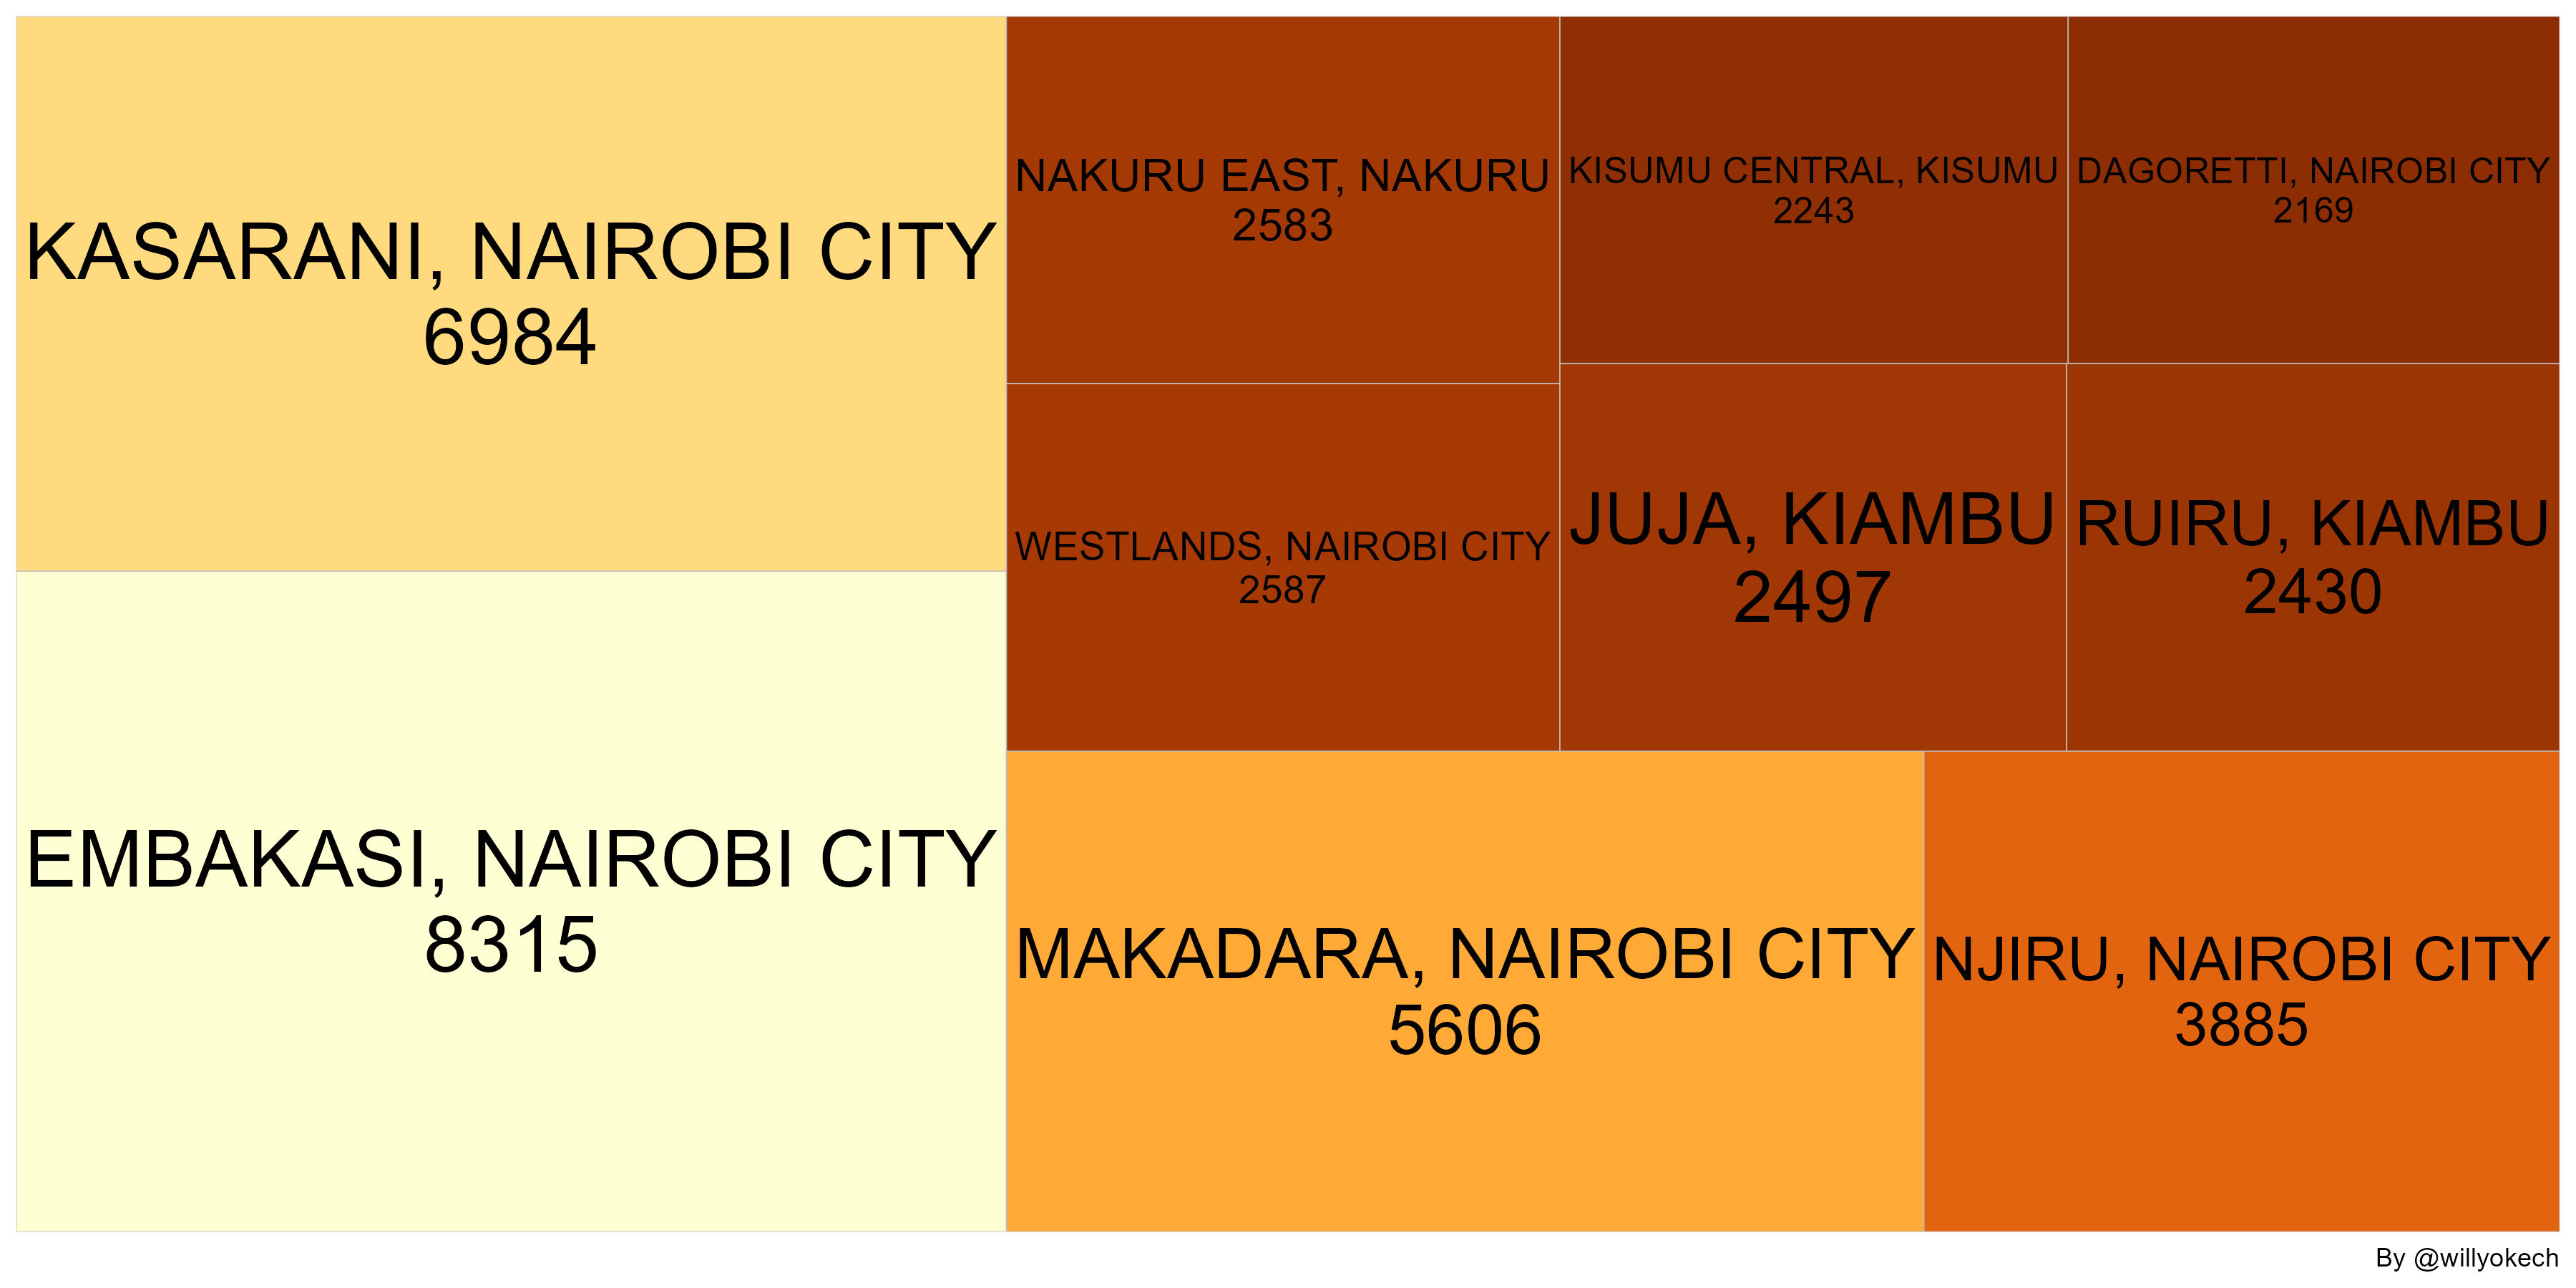 KASARANI, NAIROBI CITY
6984
EMBAKASI, NAIROBI CITY
8315
NAKURU EAST, NAKURU
2583
KISUMU CENTRAL, KISUMU
2243
DAGORETTI, NAIROBI CITY
2169
WESTLANDS, NAIROBI CITY
2587
JUJA, KIAMBU
2497
RUIRU, KIAMBU
2430
MAKADARA, NAIROBI CITY
5606
NJIRU, NAIROBI CITY
3885
By @willyokech